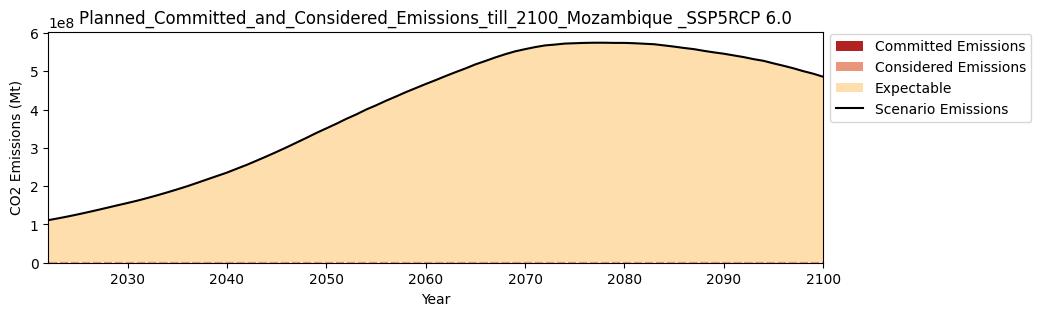 Planned_Committed_and_Considered_Emissions_till_2100_Mozambique _SSP5RCP 6.0
1e8
6
5
4
3
2
1
0
CO2 Emissions (Mt)
2030 2040 2050 2060 2070 2080 2090 2100
Year
Committed Emissions
Considered Emissions
Expectable
Scenario Emissions